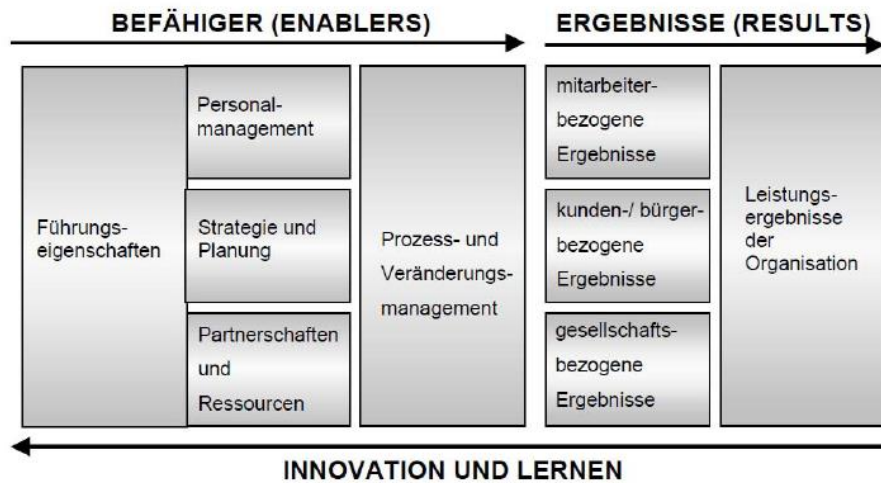 BEFÄHIGER (ENABLERS)
ERGEBNISSE (RESULTS)
Führungs-
eigenschaften
Personal-
management
Strategie und
Planung
Partnerschaften
und
Ressourcen
Prozess- und
Veränderungs-
management
mitarbeiter-
bezogene
Ergebnisse
kunden-/ bürger-
bezogene
Ergebnisse
gesellschafts-
bezogene
Ergebnisse
Leistungs-
ergebnisse
der
Organisation
INNOVATION UND LERNEN